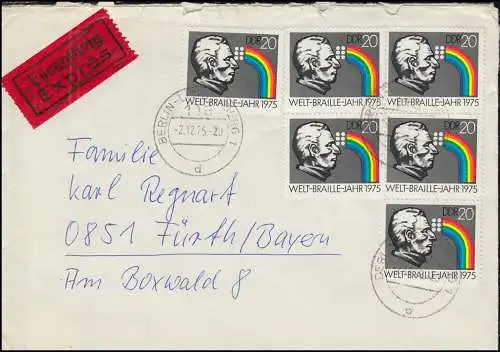 Eilsendung
Exprès
DDR 20
WELT-BRAILLE-JAHR 1975
DDR 20
WELT-BRAILLE-JAHR 1975
DDR 20
WELT-BRAILLE-JAHR 1975
DDR 20
WELT-BRAILLE-JAHR 1975
DDR 20
WELT-BRAILLE-JAHR 1975
DDR 20
WELT-BRAILLE-JAHR 1975
BERLIN-
-2.12.75.-20
d
Familie
Karl Regnart
0851 Fürth/Bayern
Am Boxwald 8